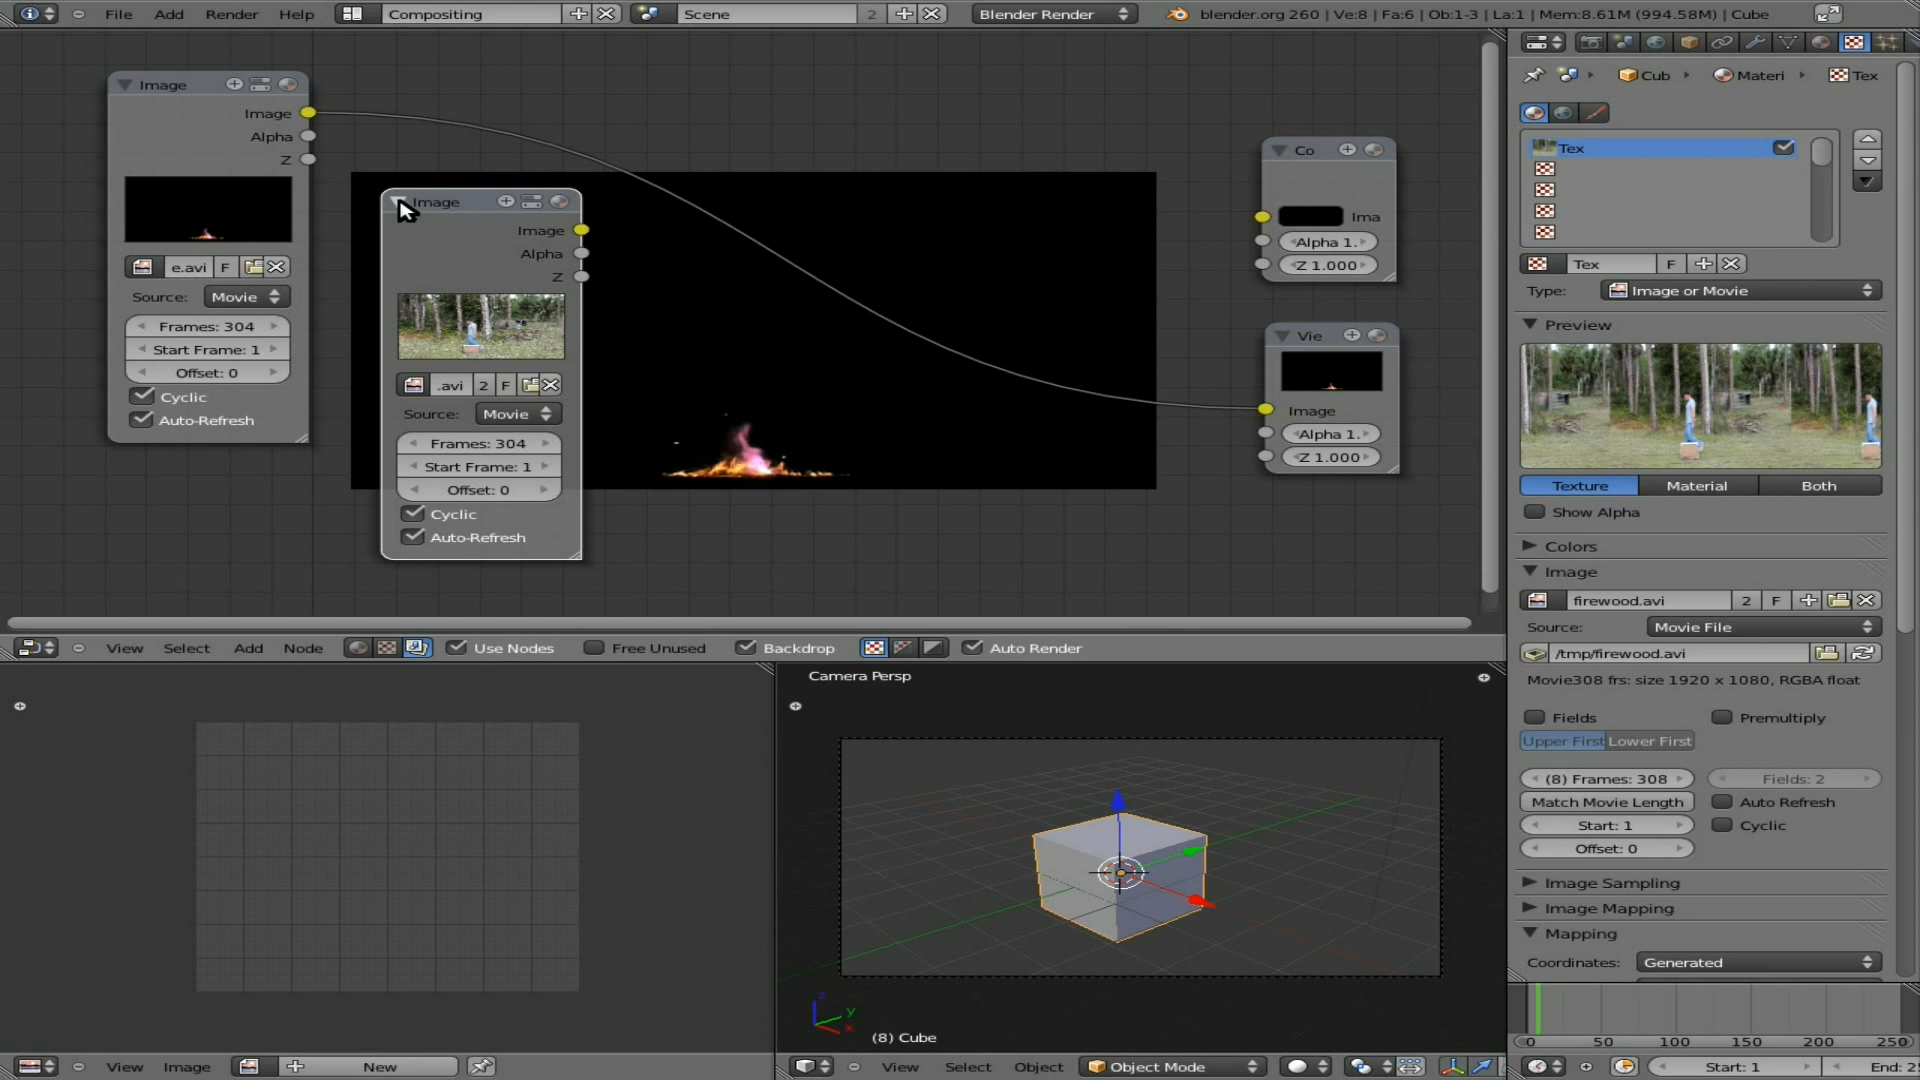 File Add Render Help Compositing Scene 2 Blender Render blender.org 260 | Ve:8 | Fa:6 | Ob:1-3 | La:1 | Mem:8.61M (994.58M) | Cube
Image
Image
Alpha
Z
e.avi F
Source: Movie
Frames: 304
Start Frame: 1
Offset: 0
Cyclic
Auto-Refresh
Image
Image
Alpha
Z
.avi 2 F
Source: Movie
Frames: 304
Start Frame: 1
Offset: 0
Cyclic
Auto-Refresh
Co
Ima
Alpha 1.
Z 1.000
Vie
Image
Alpha 1.
Z 1.000
View Select Add Node Use Nodes Free Unused Backdrop Auto Render
View Image New
Camera Persp
z
y
x
(8) Cube
View Select Object Object Mode
Cub Materi Tex
Tex
Tex F
Type: Image or Movie
Preview
Texture Material Both
Show Alpha
Colors
Image
firewood.avi 2 F
Source: Movie File
/tmp/firewood.avi
Movie308 frs: size 1920 x 1080, RGBA float
Fields Premultiply
Upper First Lower First
(8) Frames: 308 Fields: 2
Match Movie Length Auto Refresh
Start: 1 Cyclic
Offset: 0
Image Sampling
Image Mapping
Mapping
Coordinates: Generated
0 50 100 150 200 250
Start: 1 End: 2